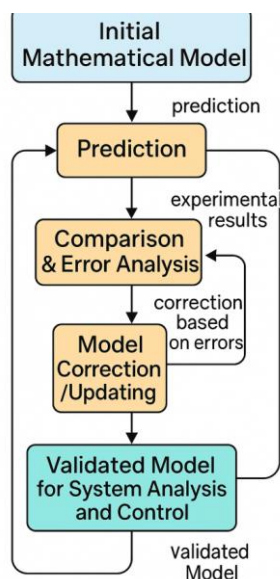 Initial
Mathematical Model
prediction
Prediction
experimental
results
Comparison
& Error Analysis
correction
based
on errors
Model
Correction
/Updating
Validated Model
for System Analysis
and Control
validated
Model